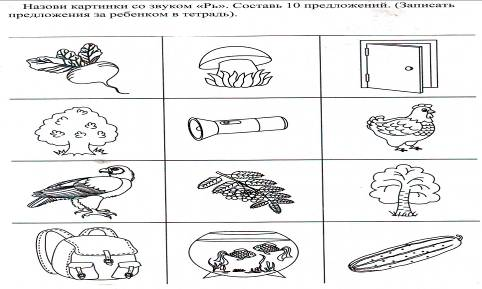 Назови картинки со звуком «Рь». Составь 10 предложений. (Записать
предложения за ребенком в тетрадь).